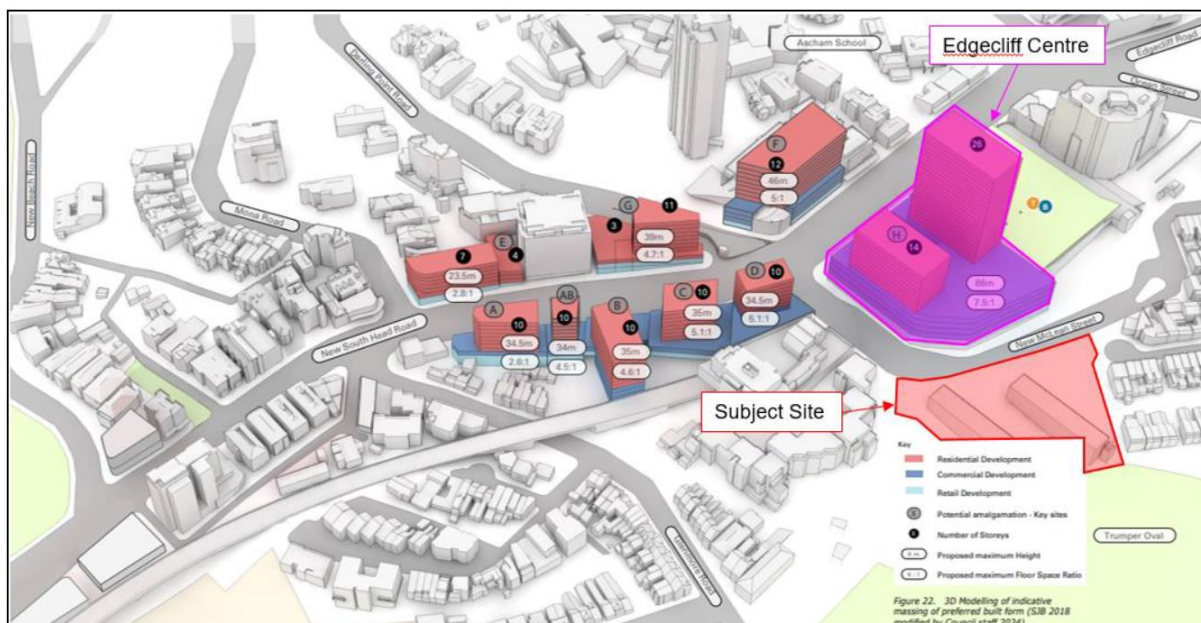 Edgecliff Centre
Ascham School
Edgecliff Road
Ocean Street
Darling Point Road
New Beach Road
Mona Road
New South Head Road
New McLean Street
Glenmore Road
Trumper Oval
Subject Site
26
H
14
86m
7.5:1
T
B
F
12
46m
5:1
G
11
3
39m
4.7:1
E
7
4
23.5m
2.8:1
A
10
34.5m
2.6:1
AB
10
34m
4.5:1
B
10
35m
4.6:1
C
10
35m
5.1:1
D
10
34.5m
5.1:1
Key
Residential Development
Commercial Development
Retail Development
X Potential amalgamation - Key sites
Number of Storeys
X m Proposed maximum Height
X : 1 Proposed maximum Floor Space Ratio
Figure 22. 3D Modelling of indicative
massing of preferred built form (SJB 2018
modified by Council staff 2024)